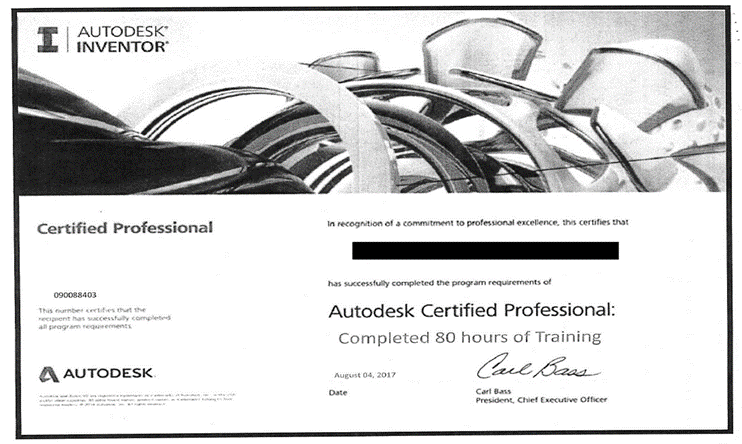 AUTODESK®
INVENTOR®
Certified Professional
090088403
This number certifies that the
recipient has successfully completed
all program requirements.
AUTODESK.
In recognition of a commitment to professional excellence, this certifies that
has successfully completed the program requirements of
Autodesk Certified Professional:
Completed 80 hours of Training
August 04, 2017
Date
Carl Bass
Carl Bass
President, Chief Executive Officer